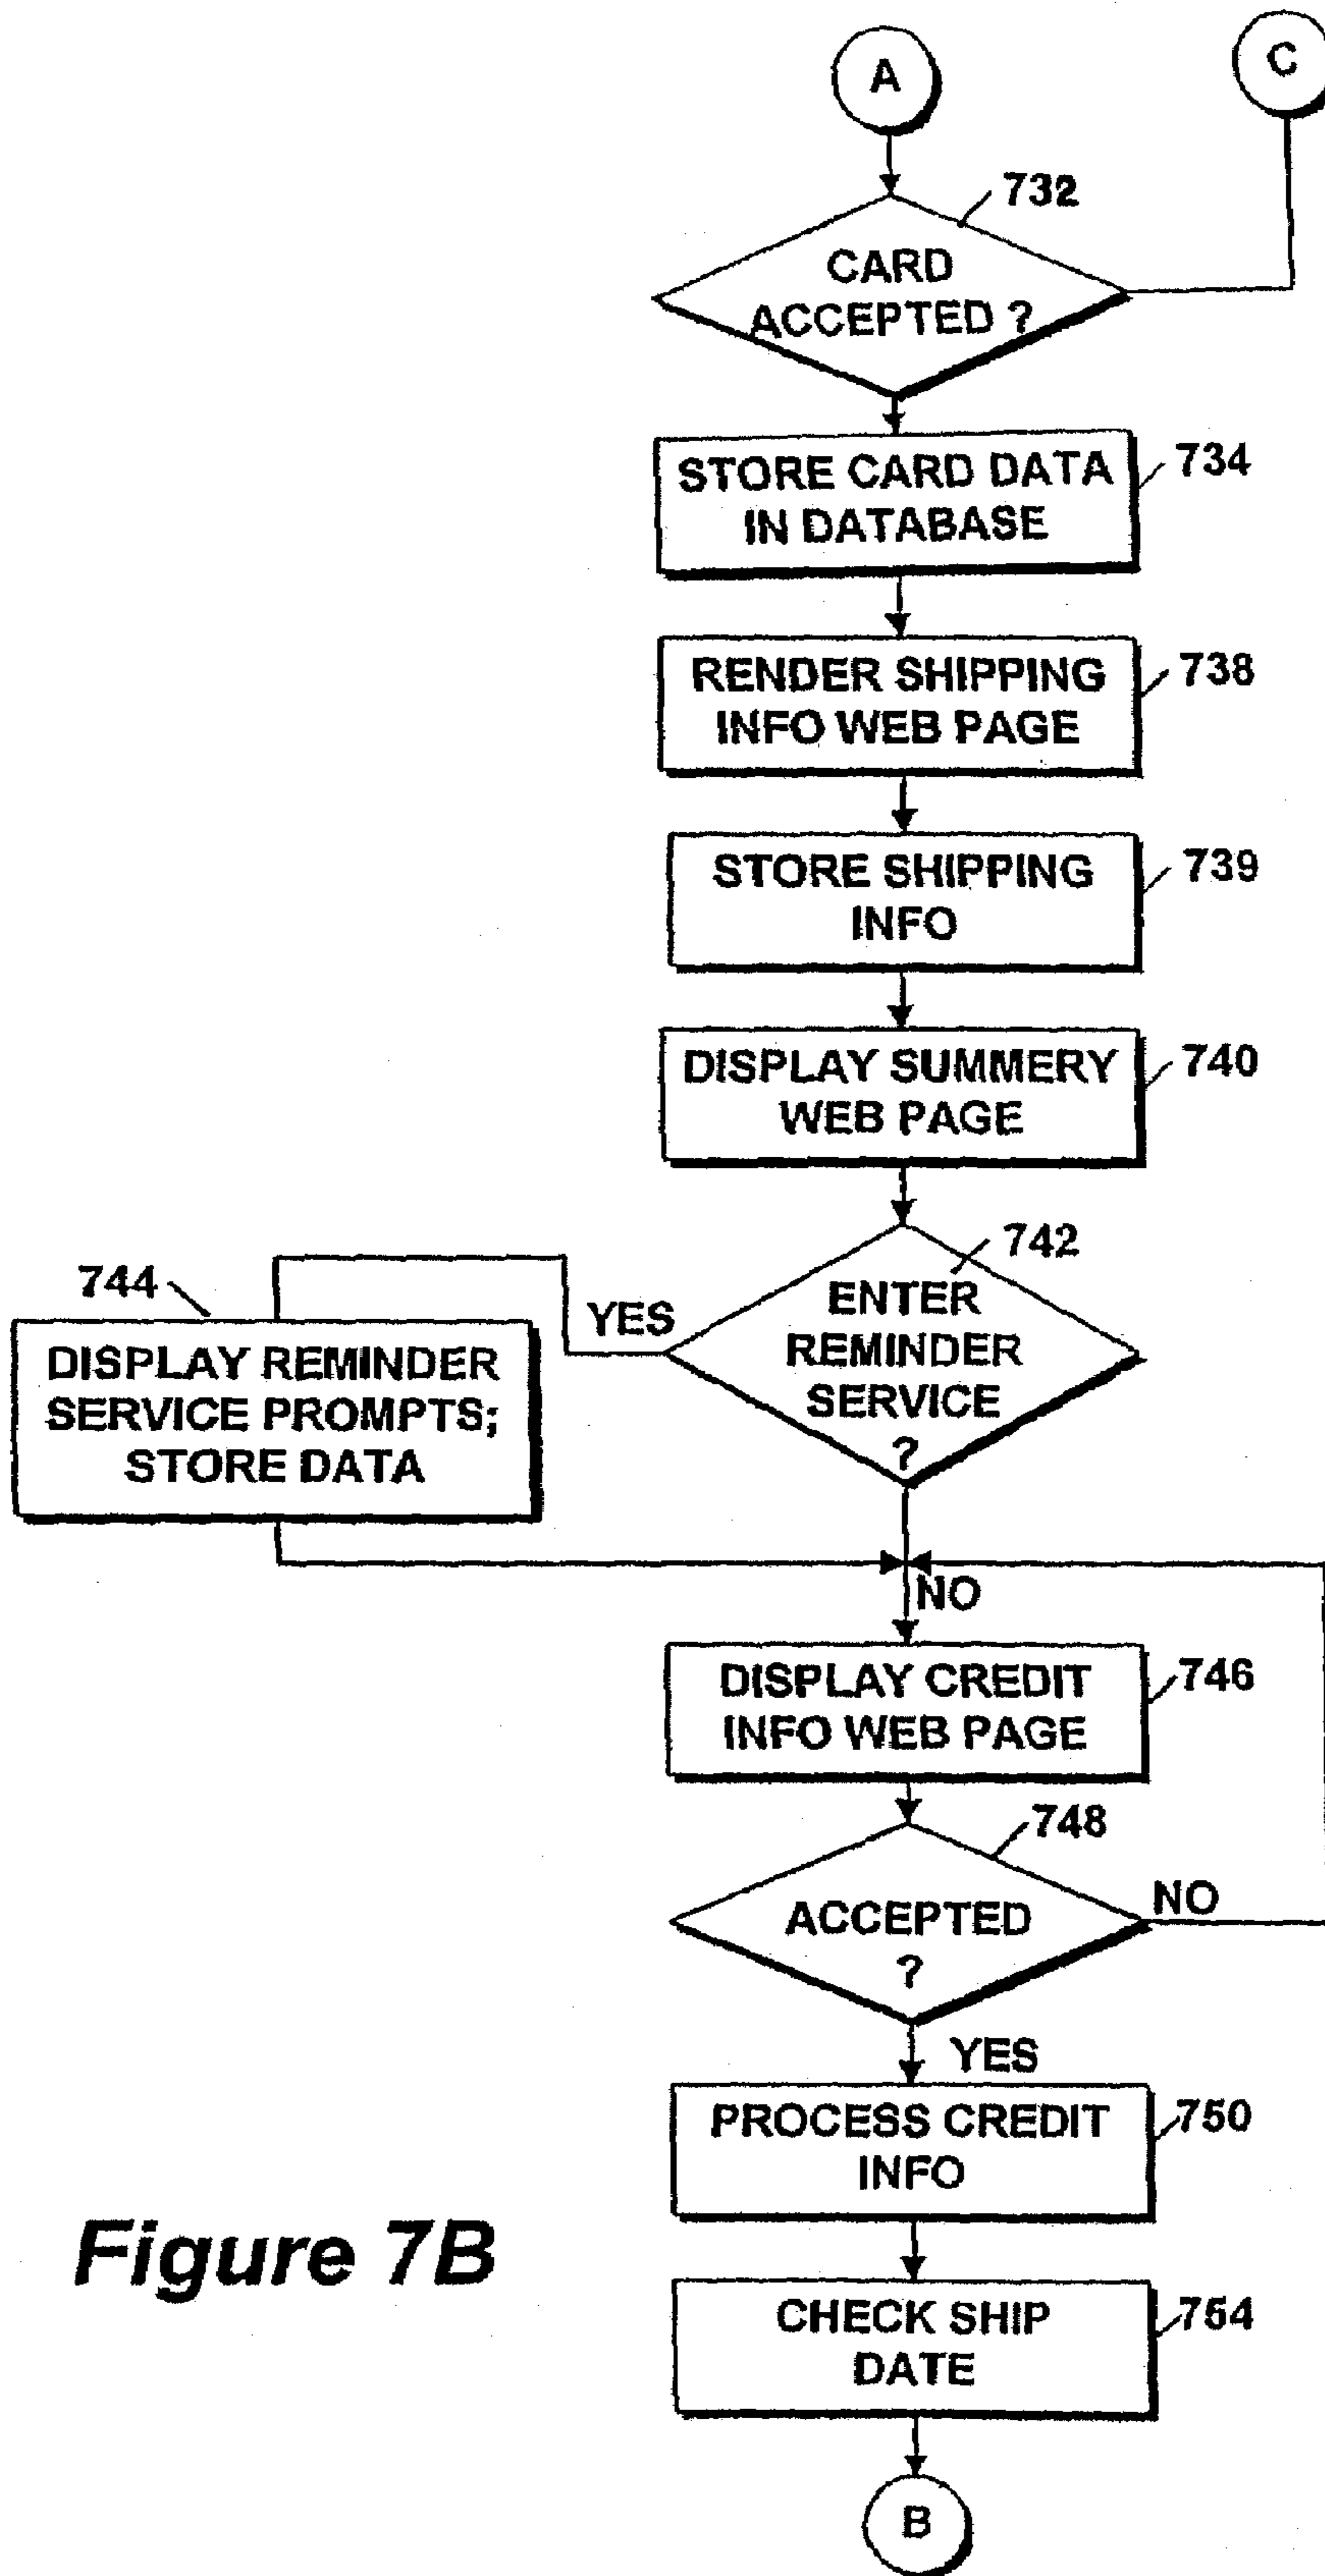 A
C
732
CARD
ACCEPTED ?
STORE CARD DATA
IN DATABASE
734
RENDER SHIPPING
INFO WEB PAGE
738
STORE SHIPPING
INFO
739
DISPLAY SUMMERY
WEB PAGE
740
742
ENTER
REMINDER
SERVICE
?
YES
744
DISPLAY REMINDER
SERVICE PROMPTS;
STORE DATA
NO
DISPLAY CREDIT
INFO WEB PAGE
746
748
ACCEPTED
?
NO
YES
PROCESS CREDIT
INFO
750
CHECK SHIP
DATE
754
B
Figure 7B